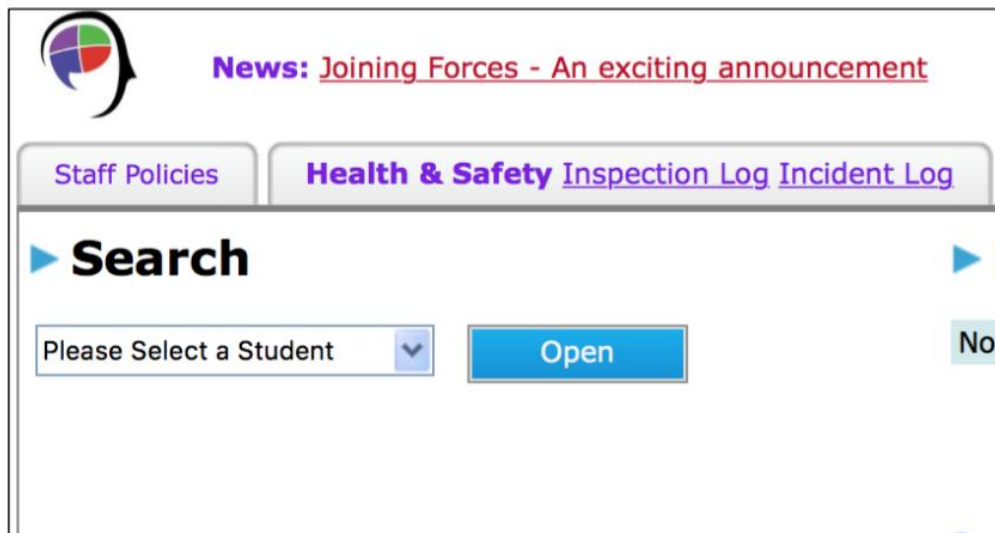 News: Joining Forces - An exciting announcement
Staff Policies
Health & Safety Inspection Log Incident Log
Search
Please Select a Student
Open
No